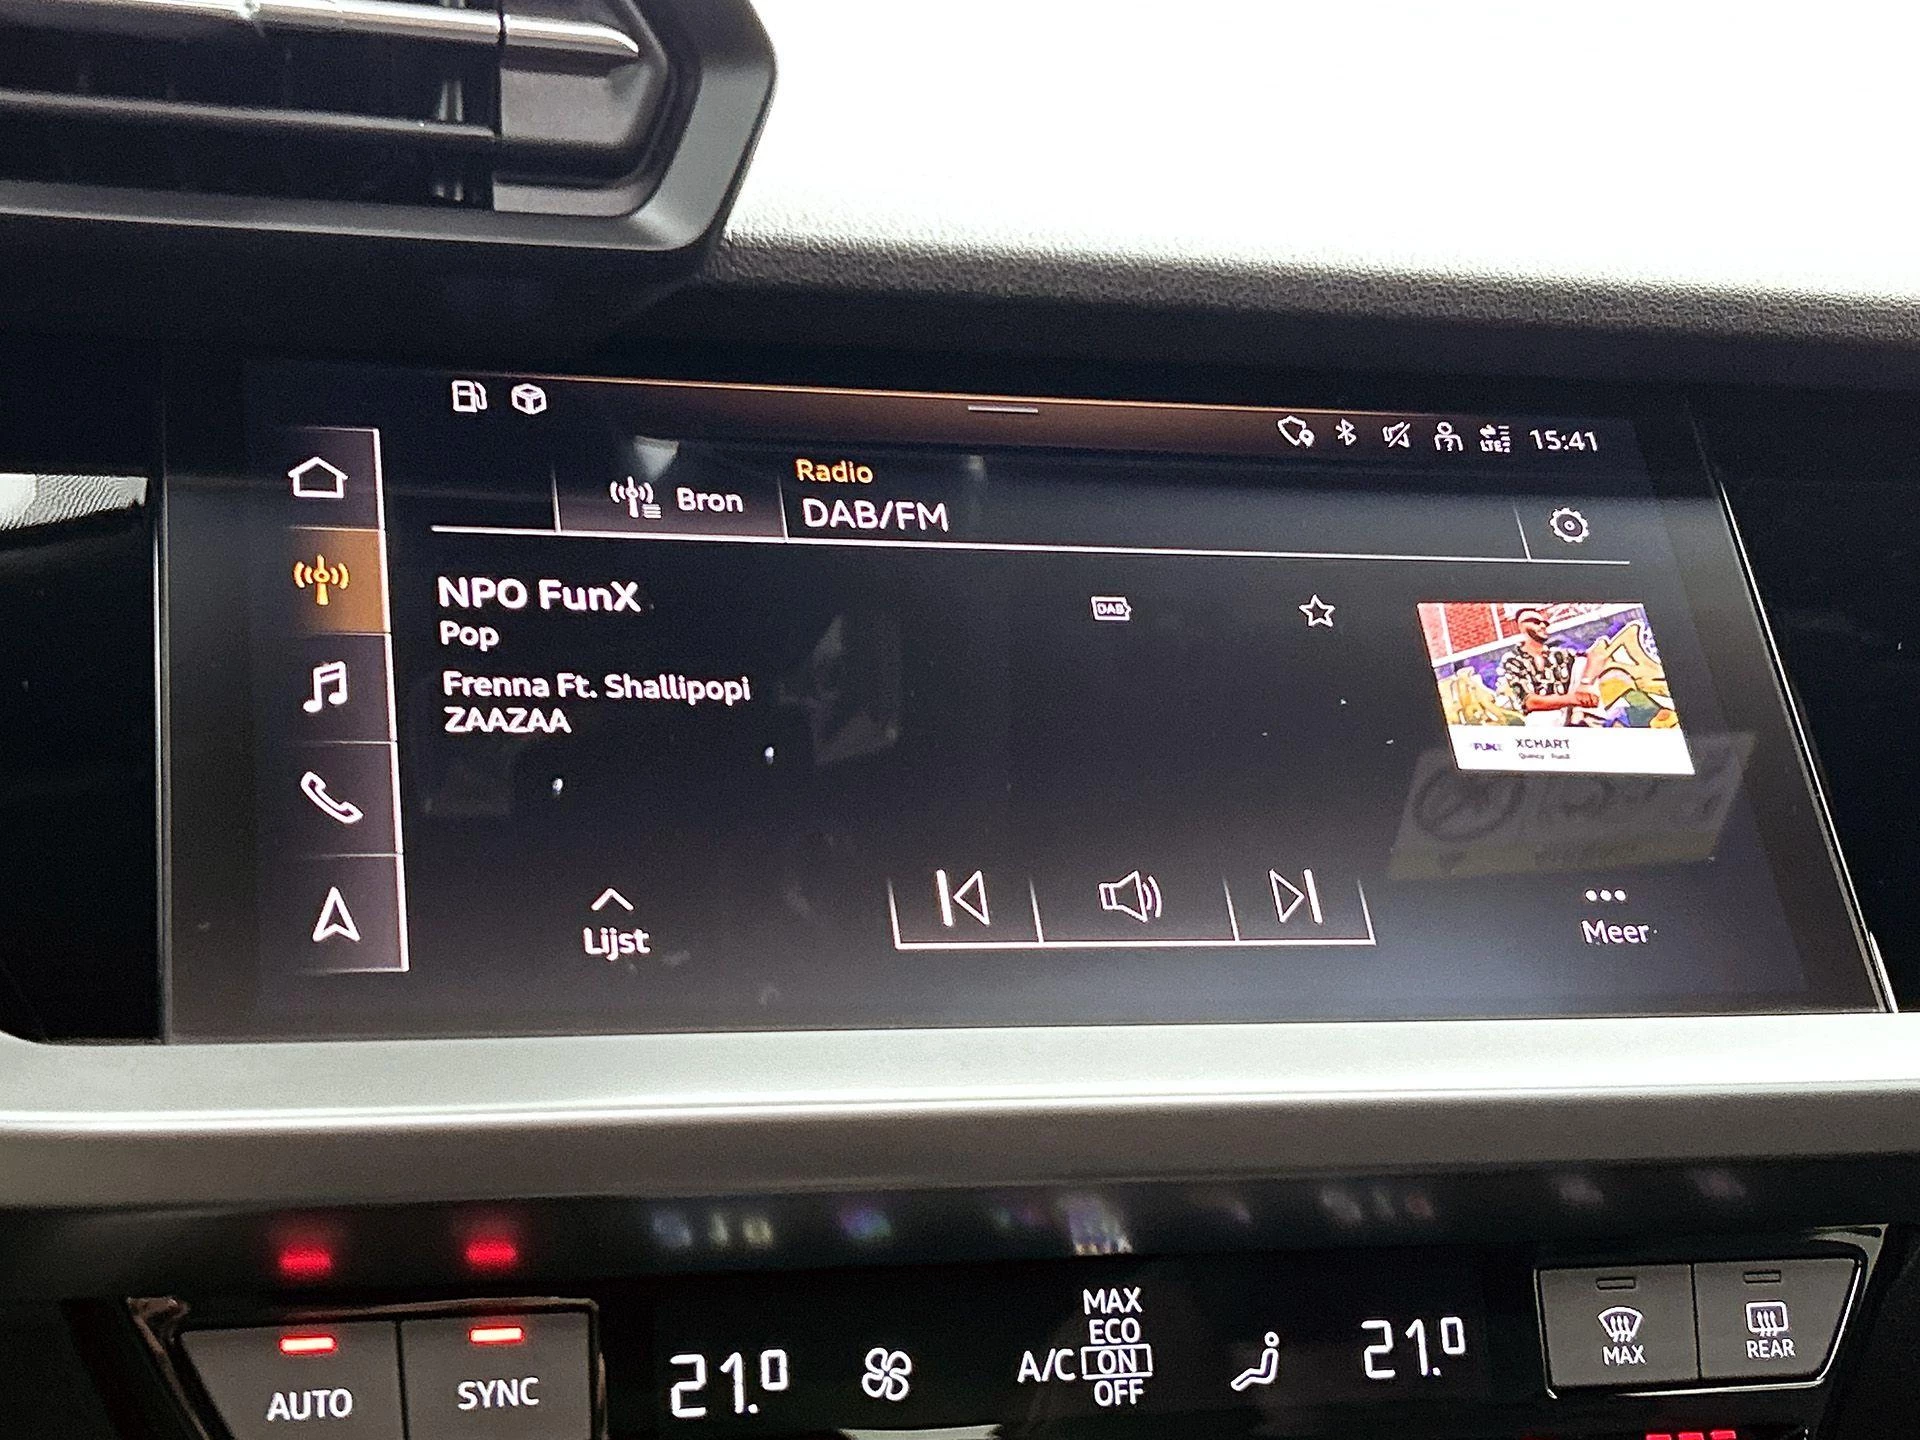 15:41
Radio
Bron
DAB/FM
NPO FunX
DAB
Pop
Frenna Ft. Shallipopi
ZAAZAA
FUNX XCHART
Lijst
Meer
MAX
ECO
A/C ON
OFF
21.0
21.0
AUTO
SYNC
MAX
REAR